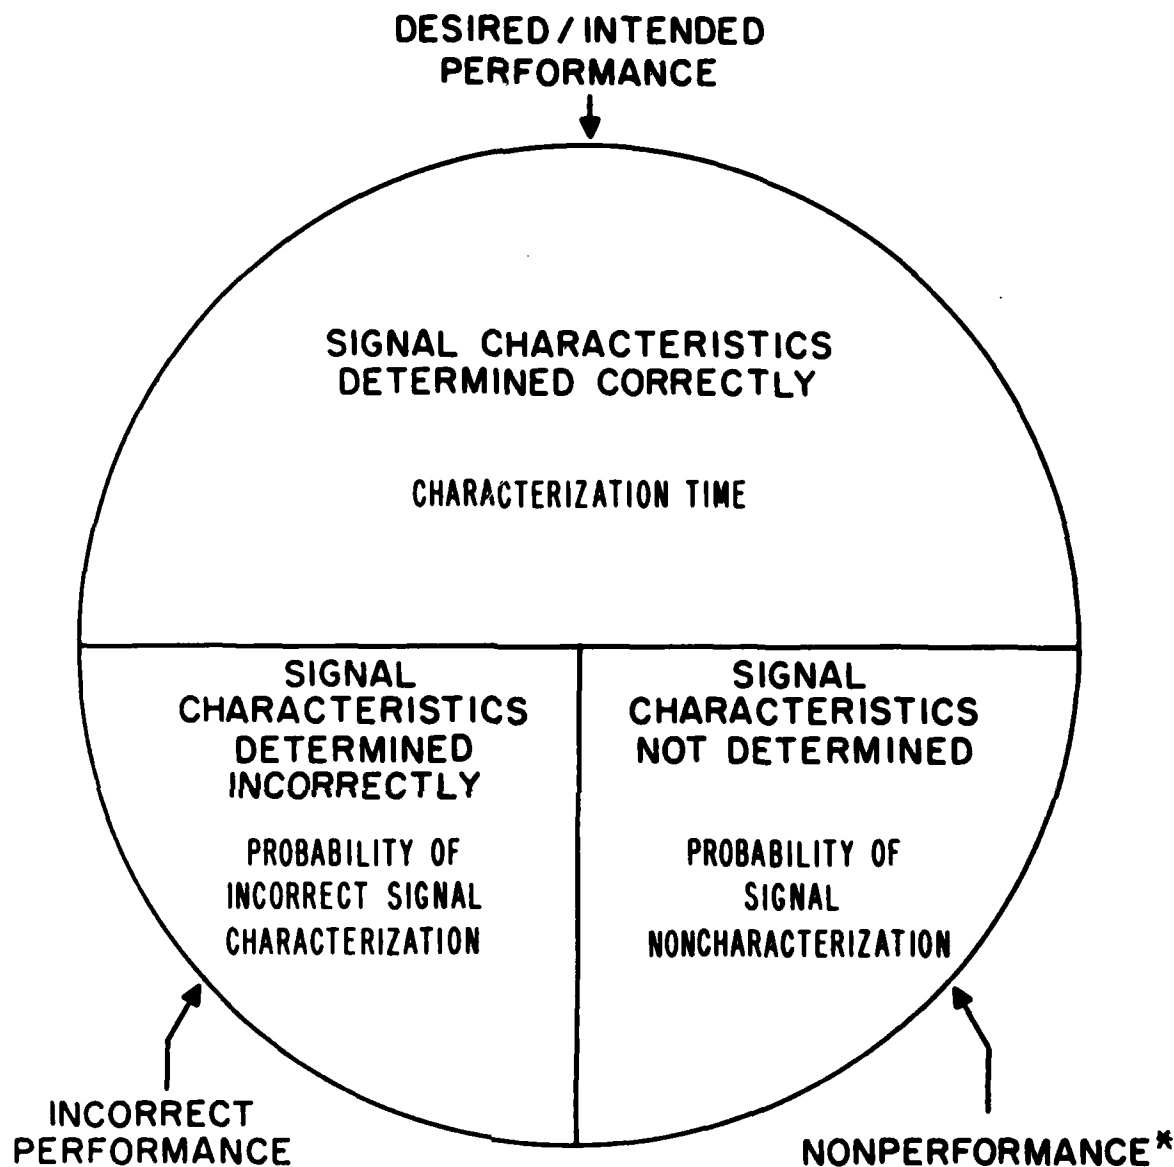 DESIRED / INTENDED
PERFORMANCE
SIGNAL CHARACTERISTICS
DETERMINED CORRECTLY
CHARACTERIZATION TIME
SIGNAL
CHARACTERISTICS
DETERMINED
INCORRECTLY
PROBABILITY OF
INCORRECT SIGNAL
CHARACTERIZATION
SIGNAL
CHARACTERISTICS
NOT DETERMINED
PROBABILITY OF
SIGNAL
NONCHARACTERIZATION
INCORRECT
PERFORMANCE
NONPERFORMANCE*